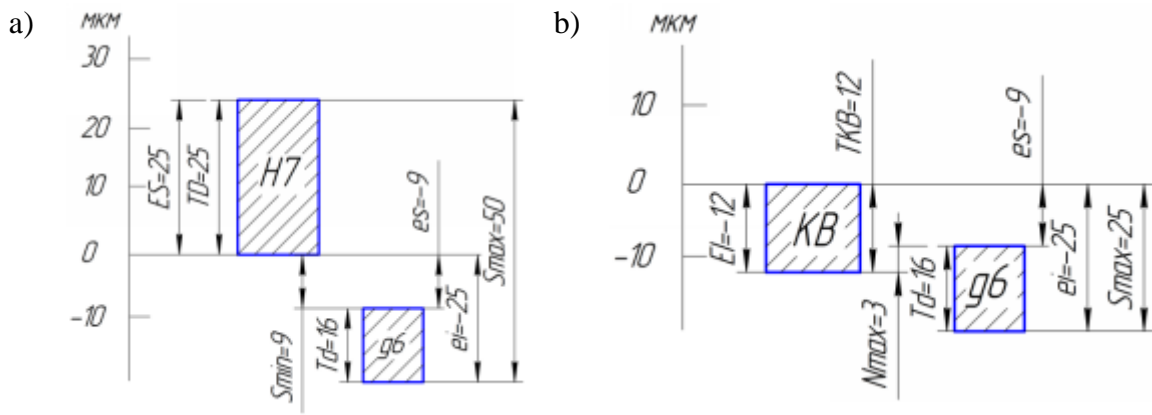 a)
МКМ
30
20
10
0
-10
ES=25
TD=25
H7
es=-9
Smax=50
Smin=9
Td=16
g6
ei=-25
b)
МКМ
10
0
-10
TKB=12
es=-9
EI=-12
KB
Nmax=3
Td=16
g6
ei=-25
Smax=25